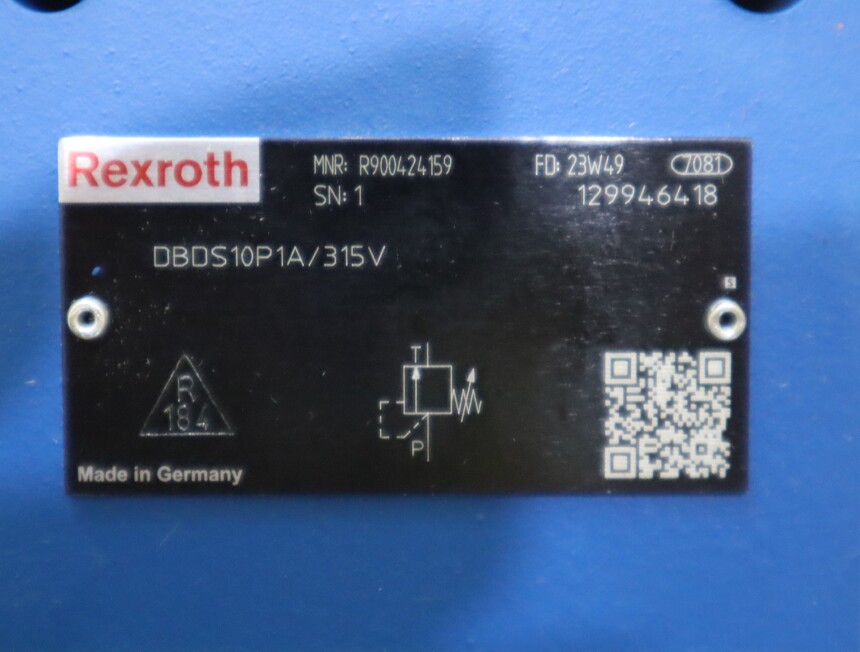 Rexroth
MNR: R900424159 FD: 23W49 7081
SN: 1 129946418
DBDS10P1A/315V
S
R
184
T
P
Made in Germany